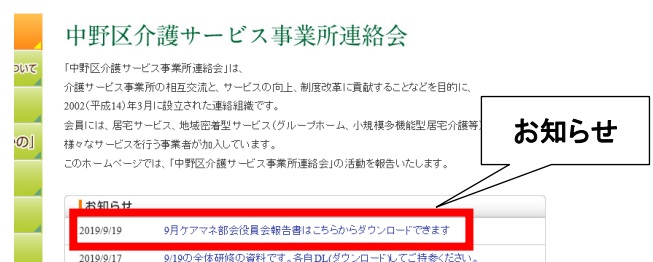 中野区介護サービス事業所連絡会
ついて
「中野区介護サービス事業所連絡会」は、
介護サービス事業所の相互交流と、サービスの向上、制度改革に貢献することなどを目的に、
2002(平成14)年3月に設立された連絡組織です。
会員には、居宅サービス、地域密着型サービス(グループホーム、小規模多機能型居宅介護等)
の」
様々なサービスを行う事業者が加入しています。
このホームページでは、「中野区介護サービス事業所連絡会」の活動を報告いたします。
お知らせ
お知らせ
2019/9/19 9月ケアマネ部会役員会報告書はこちらからダウンロードできます
2019/9/17 9/19の全体研修の資料です。各自DL(ダウンロード)してご持参ください。